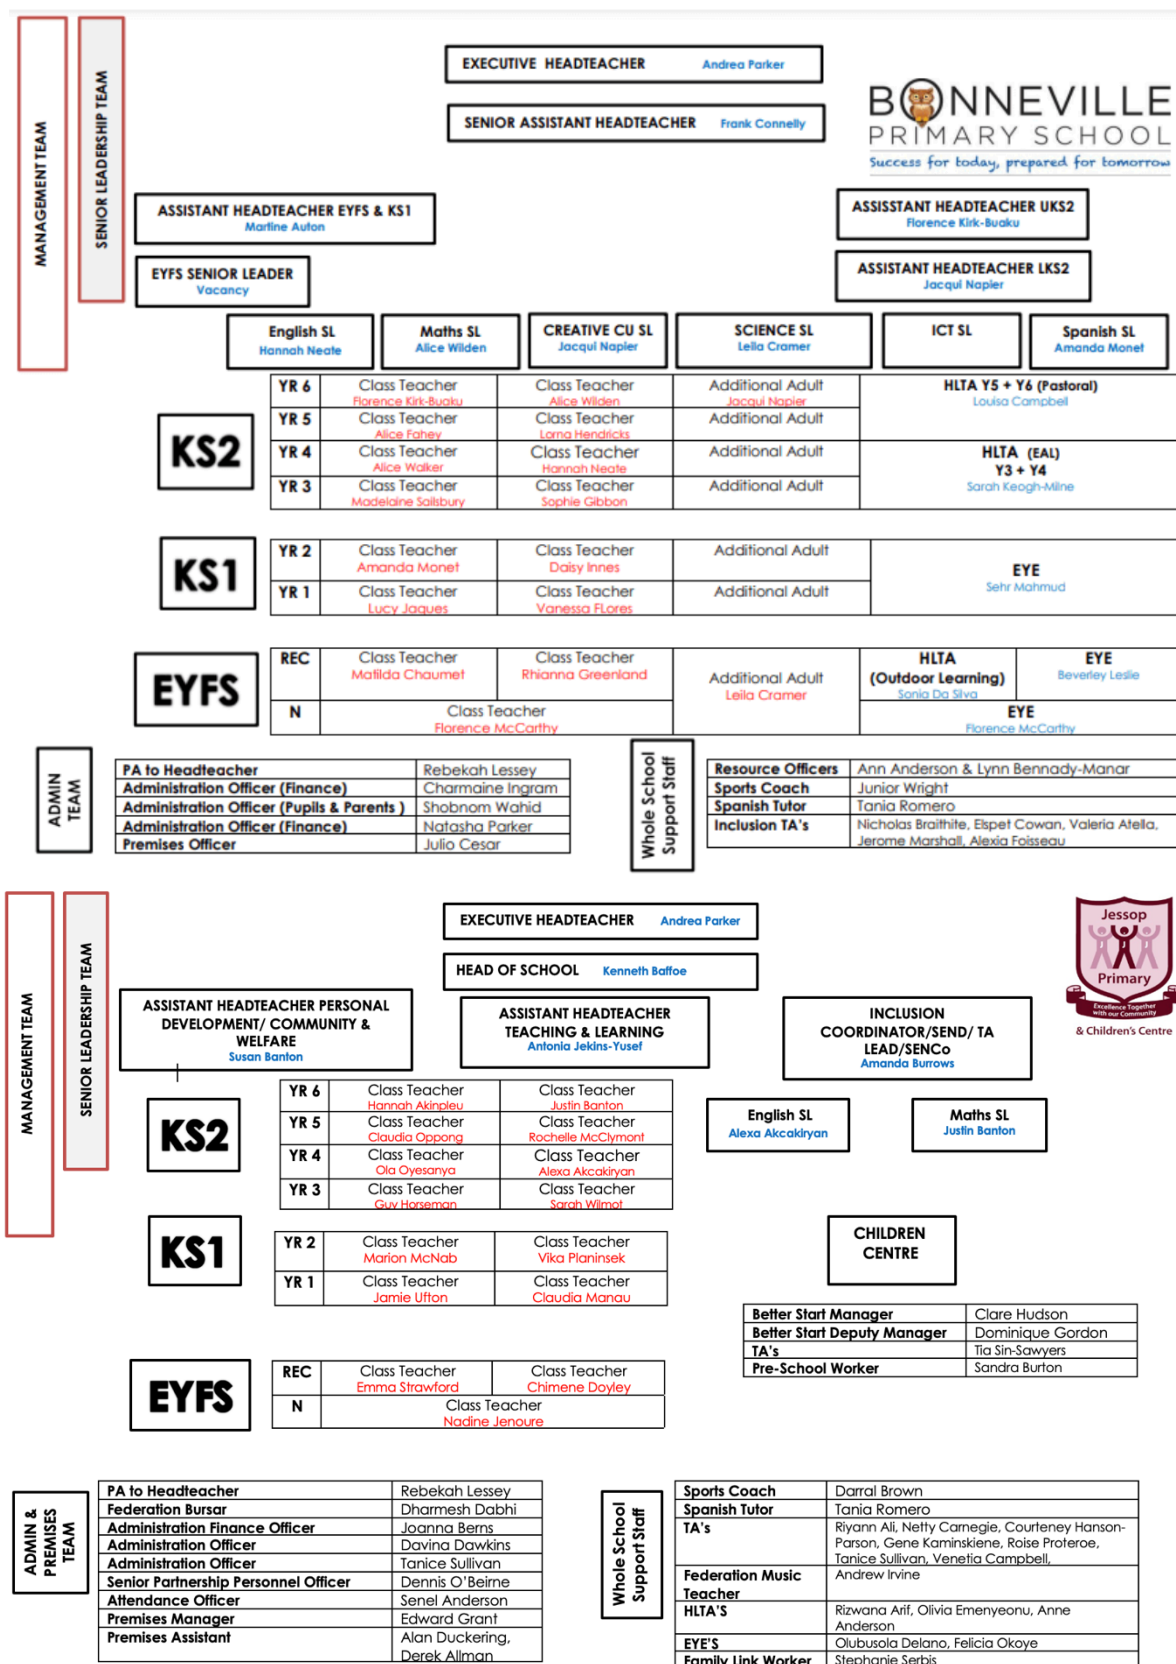 MANAGEMENT TEAM
SENIOR LEADERSHIP TEAM
EXECUTIVE HEADTEACHER Andrea Parker
SENIOR ASSISTANT HEADTEACHER Frank Connelly
BONNEVILLE
PRIMARY SCHOOL
Success for today, prepared for tomorrow
ASSISTANT HEADTEACHER EYFS & KS1
Martine Auton
ASSISSTANT HEADTEACHER UKS2
Florence Kirk-Buaku
EYFS SENIOR LEADER
Vacancy
ASSISTANT HEADTEACHER LKS2
Jacqui Napier
English SL
Hannah Neate
Maths SL
Alice Wilden
CREATIVE CU SL
Jacqui Napier
SCIENCE SL
Leila Cramer
ICT SL
Spanish SL
Amanda Monet
KS2
YR 6 Class Teacher Class Teacher Additional Adult HLTA Y5 + Y6 (Pastoral)
Florence Kirk-Buaku Alice Wilden Jacqui Napier Louisa Campbell
YR 5 Class Teacher Class Teacher Additional Adult
Alice Fahey Lorna Hendricks
YR 4 Class Teacher Class Teacher Additional Adult HLTA (EAL)
Alice Walker Hannah Neate Y3 + Y4
YR 3 Class Teacher Class Teacher Additional Adult Sarah Keogh-Milne
Madelaine Sailsbury Sophie Gibbon
KS1
YR 2 Class Teacher Class Teacher Additional Adult
Amanda Monet Daisy Innes
EYE
Sehr Mahmud
YR 1 Class Teacher Class Teacher Additional Adult
Lucy Jaques Vanessa FLores
EYFS
REC Class Teacher Class Teacher
Matilda Chaumet Rhianna Greenland
Additional Adult
Leila Cramer
HLTA
(Outdoor Learning)
Sonia Da Silva
EYE
Beverley Leslie
N Class Teacher
Florence McCarthy
EYE
Florence McCarthy
ADMIN
TEAM
PA to Headteacher Rebekah Lessey
Administration Officer (Finance) Charmaine Ingram
Administration Officer (Pupils & Parents ) Shobnom Wahid
Administration Officer (Finance) Natasha Parker
Premises Officer Julio Cesar
Whole School
Support Staff
Resource Officers Ann Anderson & Lynn Bennady-Manar
Sports Coach Junior Wright
Spanish Tutor Tania Romero
Inclusion TA's Nicholas Braithite, Elspet Cowan, Valeria Atella,
Jerome Marshall, Alexia Foisseau
MANAGEMENT TEAM
SENIOR LEADERSHIP TEAM
EXECUTIVE HEADTEACHER Andrea Parker
HEAD OF SCHOOL Kenneth Baffoe
Jessop
Primary
Excellence Together
with our Community
& Children's Centre
ASSISTANT HEADTEACHER PERSONAL
DEVELOPMENT/ COMMUNITY &
WELFARE
Susan Banton
ASSISTANT HEADTEACHER
TEACHING & LEARNING
Antonia Jekins-Yusef
INCLUSION
COORDINATOR/SEND/ TA
LEAD/SENCo
Amanda Burrows
KS2
YR 6 Class Teacher Class Teacher
Hannah Akinpleu Justin Banton
YR 5 Class Teacher Class Teacher
Claudia Oppong Rochelle McClymont
YR 4 Class Teacher Class Teacher
Ola Oyesanya Alexa Akcakiryan
YR 3 Class Teacher Class Teacher
Guy Horseman Sarah Wilmot
English SL
Alexa Akcakiryan
Maths SL
Justin Banton
KS1
YR 2 Class Teacher Class Teacher
Marion McNab Vika Planinsek
YR 1 Class Teacher Class Teacher
Jamie Ufton Claudia Manau
CHILDREN
CENTRE
Better Start Manager Clare Hudson
Better Start Deputy Manager Dominique Gordon
TA's Tia Sin-Sawyers
Pre-School Worker Sandra Burton
EYFS
REC Class Teacher Class Teacher
Emma Strawford Chimene Doyley
N Class Teacher
Nadine Jenoure
ADMIN &
PREMISES
TEAM
PA to Headteacher Rebekah Lessey
Federation Bursar Dharmesh Dabhi
Administration Finance Officer Joanna Berns
Administration Officer Davina Dawkins
Administration Officer Tanice Sullivan
Senior Partnership Personnel Officer Dennis O'Beirne
Attendance Officer Senel Anderson
Premises Manager Edward Grant
Premises Assistant Alan Duckering,
Derek Allman
Whole School
Support Staff
Sports Coach Darral Brown
Spanish Tutor Tania Romero
TA's Riyann Ali, Netty Carnegie, Courteney Hanson-
Parson, Gene Kaminskiene, Roise Proteroe,
Tanice Sullivan, Venetia Campbell,
Federation Music Andrew Irvine
Teacher
HLTA'S Rizwana Arif, Olivia Emenyeonu, Anne
Anderson
EYE'S Olubusola Delano, Felicia Okoye
Family Link Worker Stephanie Serbis